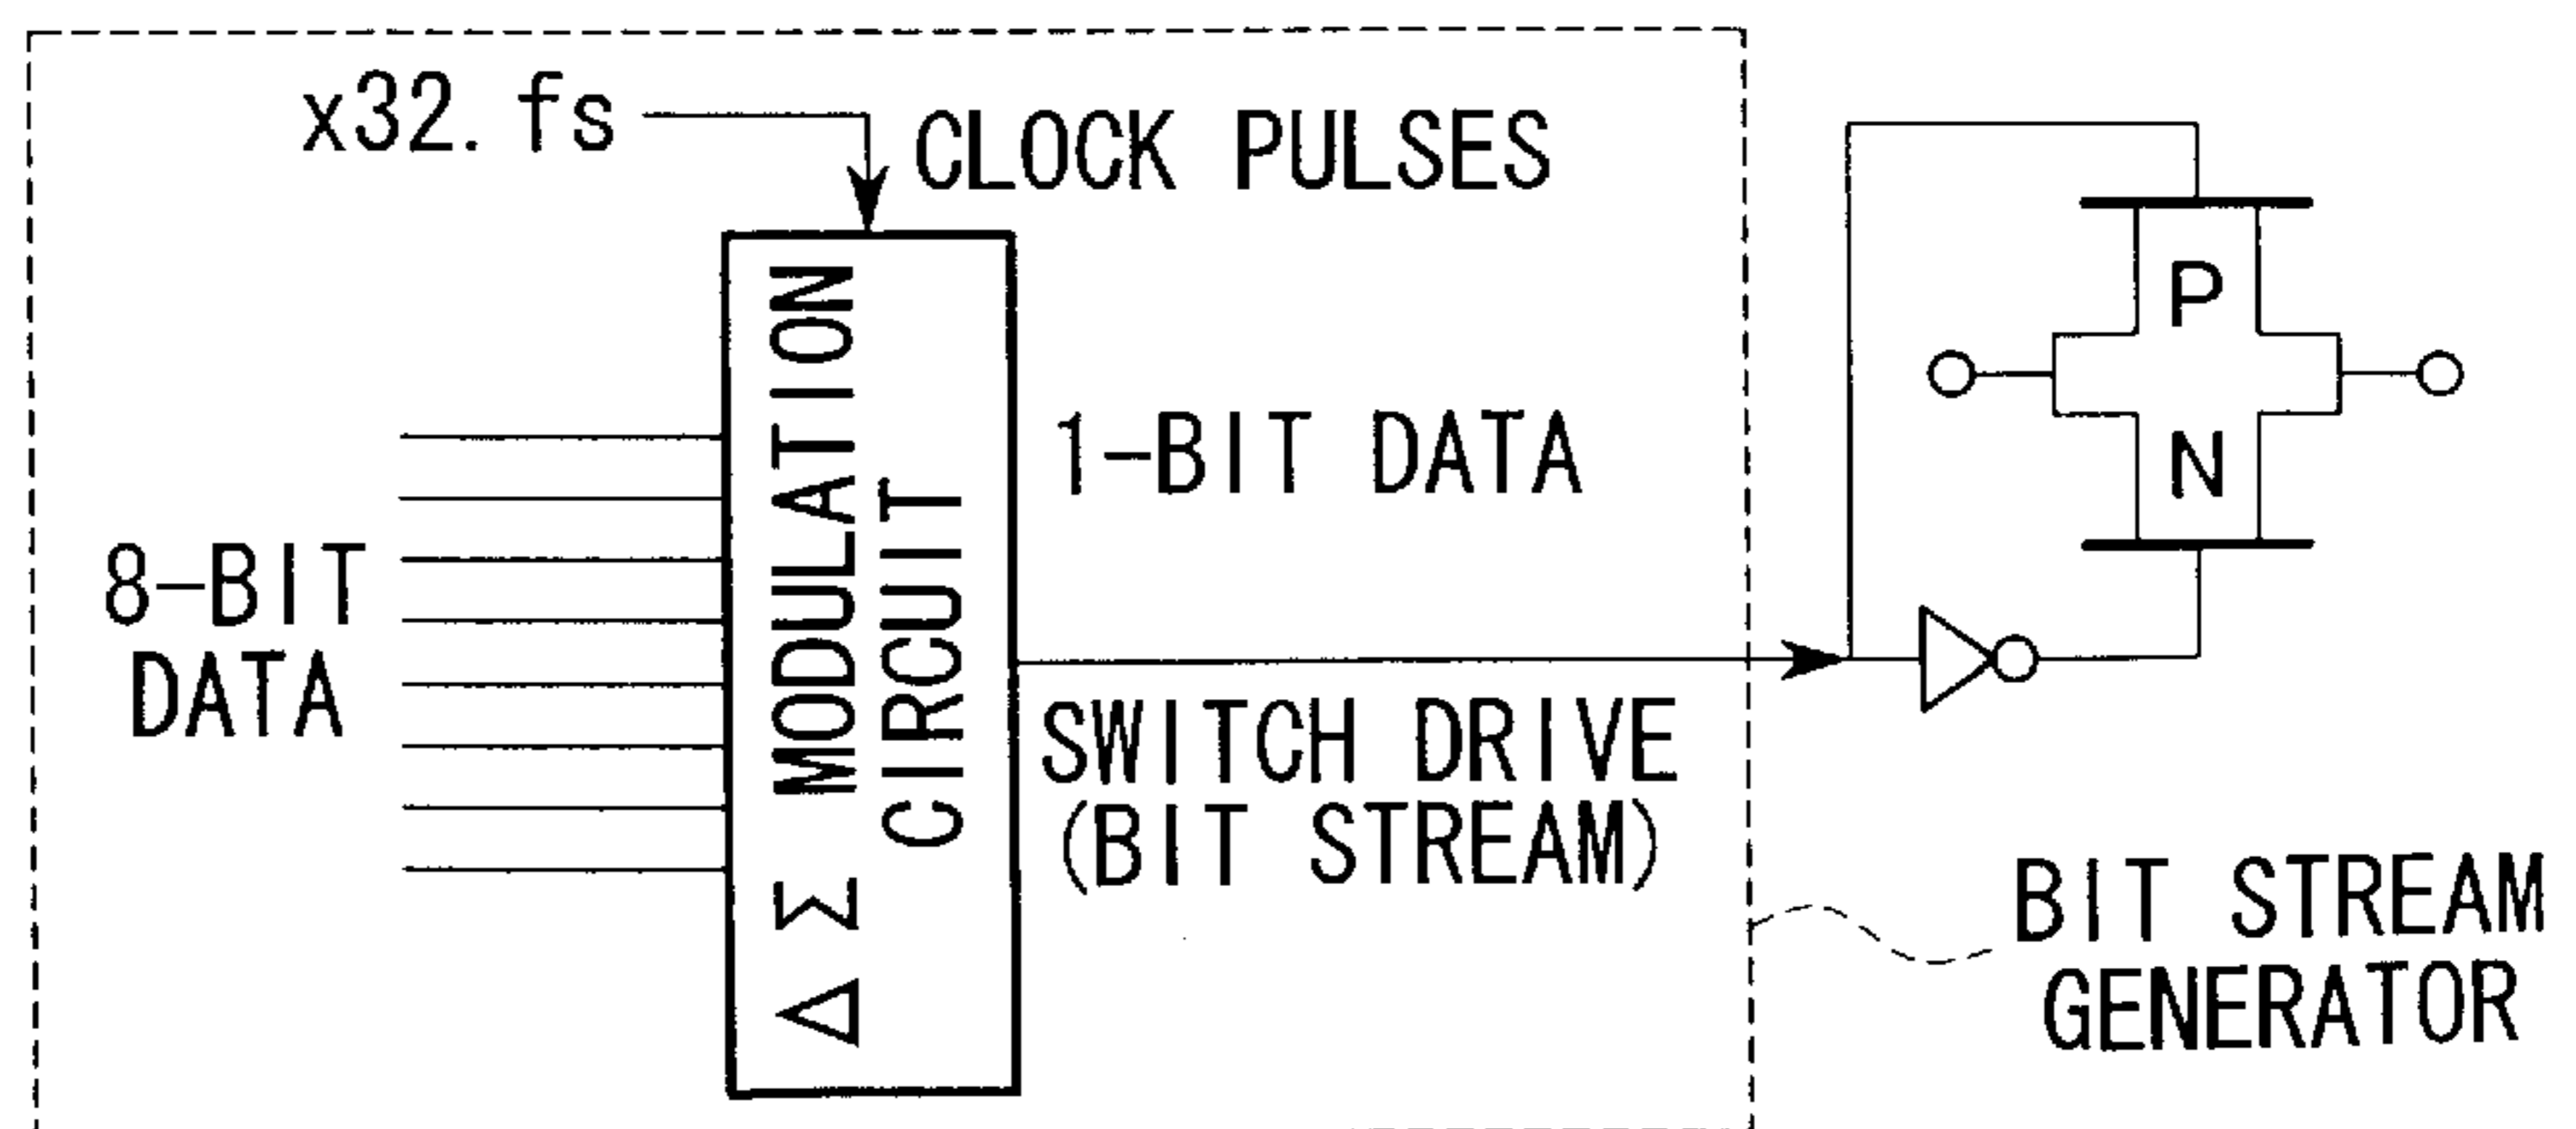 x32. fs
CLOCK PULSES
ΔΣ MODULATION
CIRCUIT
8-BIT
DATA
1-BIT DATA
SWITCH DRIVE
(BIT STREAM)
P
N
BIT STREAM
GENERATOR